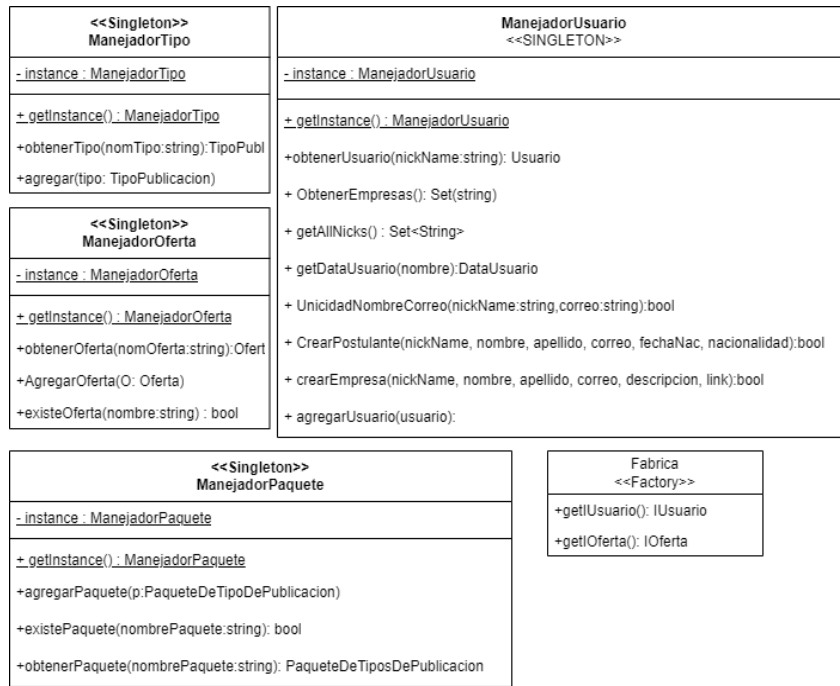 <<Singleton>>
ManejadorTipo
- instance : ManejadorTipo
+ getInstance() : ManejadorTipo
+obtenerTipo(nomTipo:string):TipoPubl
+agregar(tipo: TipoPublicacion)
<<Singleton>>
ManejadorOferta
- instance : ManejadorOferta
+ getInstance() : ManejadorOferta
+obtenerOferta(nomOferta:string):Ofert
+AgregarOferta(O: Oferta)
+existeOferta(nombre:string) : bool
ManejadorUsuario
<<SINGLETON>>
- instance : ManejadorUsuario
+ getInstance() : ManejadorUsuario
+obtenerUsuario(nickName:string): Usuario
+ ObtenerEmpresas(): Set(string)
+ getAllNicks() : Set<String>
+ getDataUsuario(nombre):DataUsuario
+ UnicidadNombreCorreo(nickName:string,correo:string):bool
+ CrearPostulante(nickName, nombre, apellido, correo, fechaNac, nacionalidad):bool
+ crearEmpresa(nickName, nombre, apellido, correo, descripcion, link):bool
+ agregarUsuario(usuario):
<<Singleton>>
ManejadorPaquete
- instance : ManejadorPaquete
+ getInstance() : ManejadorPaquete
+agregarPaquete(p:PaqueteDeTipoDePublicacion)
+existePaquete(nombrePaquete:string): bool
+obtenerPaquete(nombrePaquete:string): PaqueteDeTiposDePublicacion
Fabrica
<<Factory>>
+getIUsuario(): IUsuario
+getIOferta(): IOferta